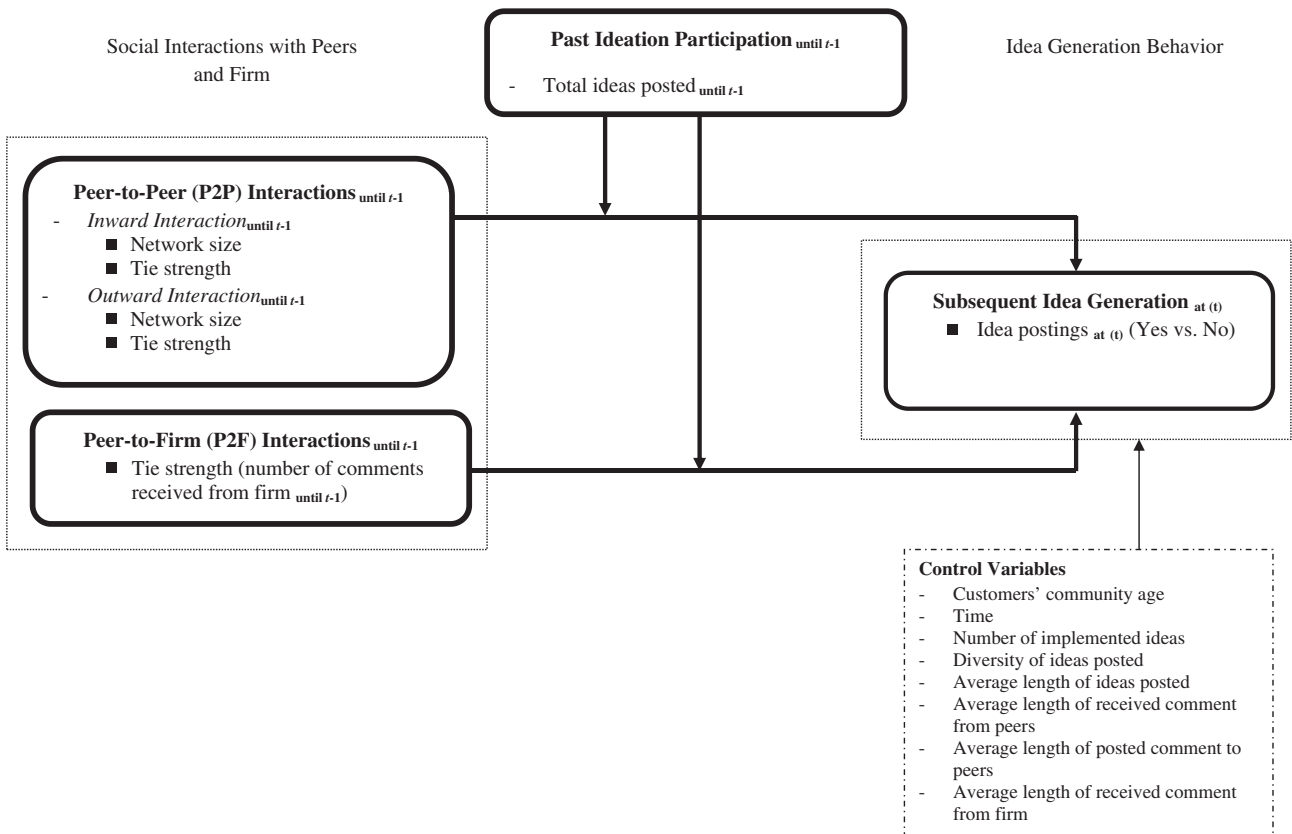 Social Interactions with Peers
and Firm
Past Ideation Participation until t-1
- Total ideas posted until t-1
Idea Generation Behavior
Peer-to-Peer (P2P) Interactions until t-1
- Inward Interaction until t-1
■ Network size
■ Tie strength
- Outward Interaction until t-1
■ Network size
■ Tie strength
Peer-to-Firm (P2F) Interactions until t-1
■ Tie strength (number of comments
received from firm until t-1)
Subsequent Idea Generation at (t)
■ Idea postings at (t) (Yes vs. No)
Control Variables
- Customers’ community age
- Time
- Number of implemented ideas
- Diversity of ideas posted
- Average length of ideas posted
- Average length of received comment
from peers
- Average length of posted comment to
peers
- Average length of received comment
from firm